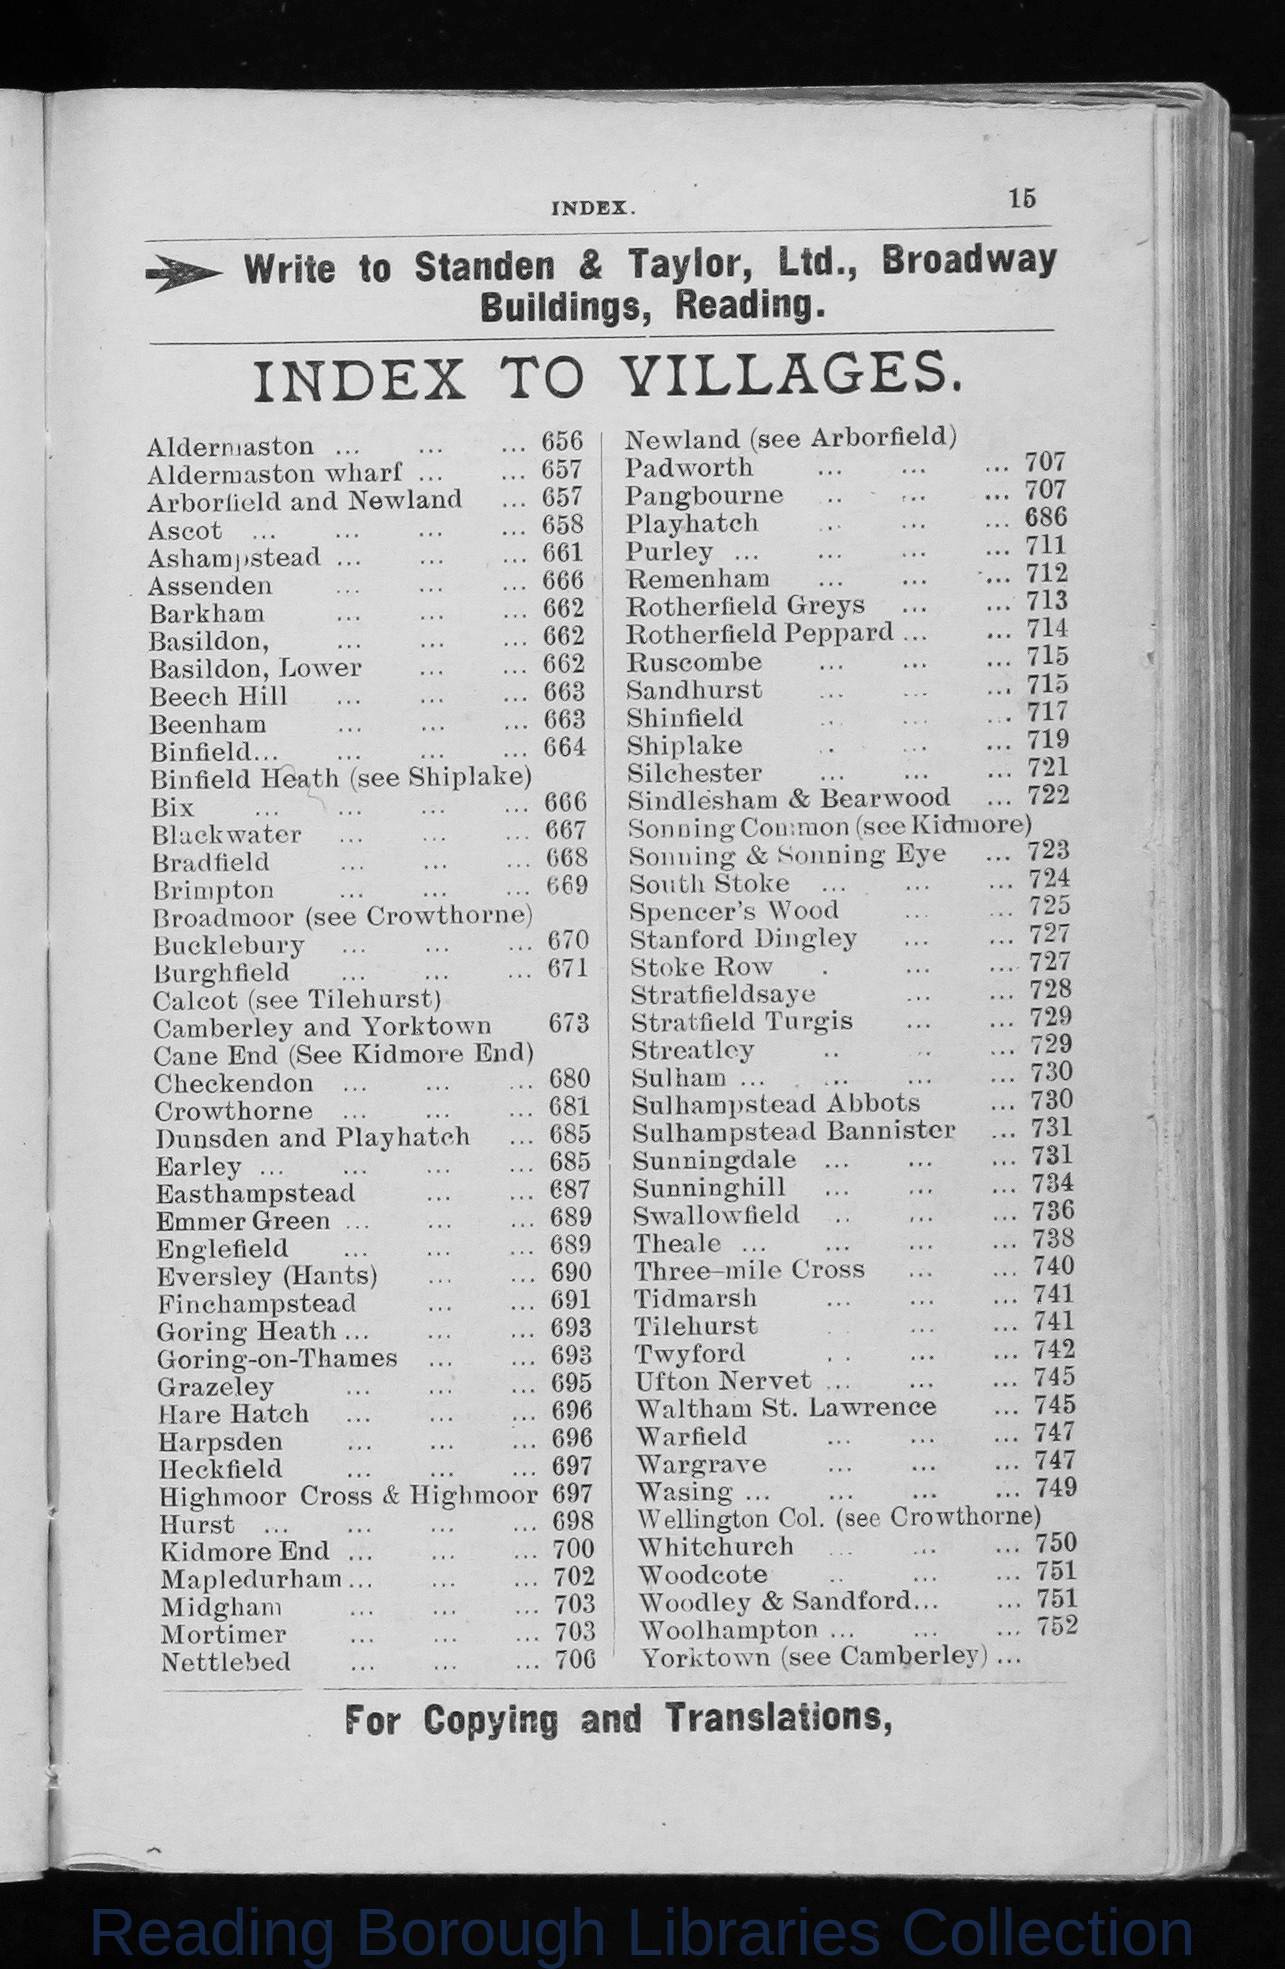 INDEX. 15
Write to Standen & Taylor, Ltd., Broadway
Buildings, Reading.
INDEX TO VILLAGES.
Aldermaston ... ... ... 656
Aldermaston wharf ... ... 657
Arborfield and Newland ... 657
Ascot ... ... ... ... 658
Ashampstead ... ... ... 661
Assenden ... ... ... 666
Barkham ... ... ... 662
Basildon, ... ... ... 662
Basildon, Lower ... ... 662
Beech Hill ... ... ... 663
Beenham ... ... ... 663
Binfield... ... ... ... 664
Binfield Heath (see Shiplake)
Bix ... ... ... ... 666
Blackwater ... ... ... 667
Bradfield ... ... ... 668
Brimpton ... ... ... 669
Broadmoor (see Crowthorne)
Bucklebury ... ... ... 670
Burghfield ... ... ... 671
Calcot (see Tilehurst)
Camberley and Yorktown 673
Cane End (See Kidmore End)
Checkendon ... ... ... 680
Crowthorne ... ... ... 681
Dunsden and Playhatch ... 685
Earley ... ... ... ... 685
Easthampstead ... ... 687
Emmer Green ... ... ... 689
Englefield ... ... ... 689
Eversley (Hants) ... ... 690
Finchampstead ... ... 691
Goring Heath ... ... ... 693
Goring-on-Thames ... ... 693
Grazeley ... ... ... 695
Hare Hatch ... ... ... 696
Harpsden ... ... ... 696
Heckfield ... ... ... 697
Highmoor Cross & Highmoor 697
Hurst ... ... ... ... 698
Kidmore End ... ... ... 700
Mapledurham ... ... ... 702
Midgham ... ... ... 703
Mortimer ... ... ... 703
Nettlebed ... ... ... 706
Newland (see Arborfield)
Padworth ... ... ... 707
Pangbourne .. ... ... 707
Playhatch .. ... ... 686
Purley ... ... ... ... 711
Remenham ... ... ... 712
Rotherfield Greys ... ... 713
Rotherfield Peppard ... ... 714
Ruscombe ... ... ... 715
Sandhurst ... ... ... 715
Shinfield .. ... ... 717
Shiplake . ... ... 719
Silchester ... ... ... 721
Sindlesham & Bearwood ... 722
Sonning Common (see Kidmore)
Sonning & Sonning Eye ... 723
South Stoke ... ... ... 724
Spencer's Wood ... ... 725
Stanford Dingley ... ... 727
Stoke Row . ... ... 727
Stratfieldsaye ... ... 728
Stratfield Turgis ... ... 729
Streatley .. .. ... 729
Sulham ... ... ... ... 730
Sulhampstead Abbots ... 730
Sulhampstead Bannister ... 731
Sunningdale ... ... ... 731
Sunninghill ... ... ... 734
Swallowfield .. ... ... 736
Theale ... ... ... ... 738
Three-mile Cross ... ... 740
Tidmarsh ... ... ... 741
Tilehurst .. ... ... 741
Twyford .. ... ... 742
Ufton Nervet ... ... ... 745
Waltham St. Lawrence ... 745
Warfield ... ... ... 747
Wargrave ... ... ... 747
Wasing ... ... ... ... 749
Wellington Col. (see Crowthorne)
Whitchurch ... ... ... 750
Woodcote .. ... ... 751
Woodley & Sandford... ... 751
Woolhampton ... ... ... 752
Yorktown (see Camberley) ...
For Copying and Translations,
Reading Borough Libraries Collection